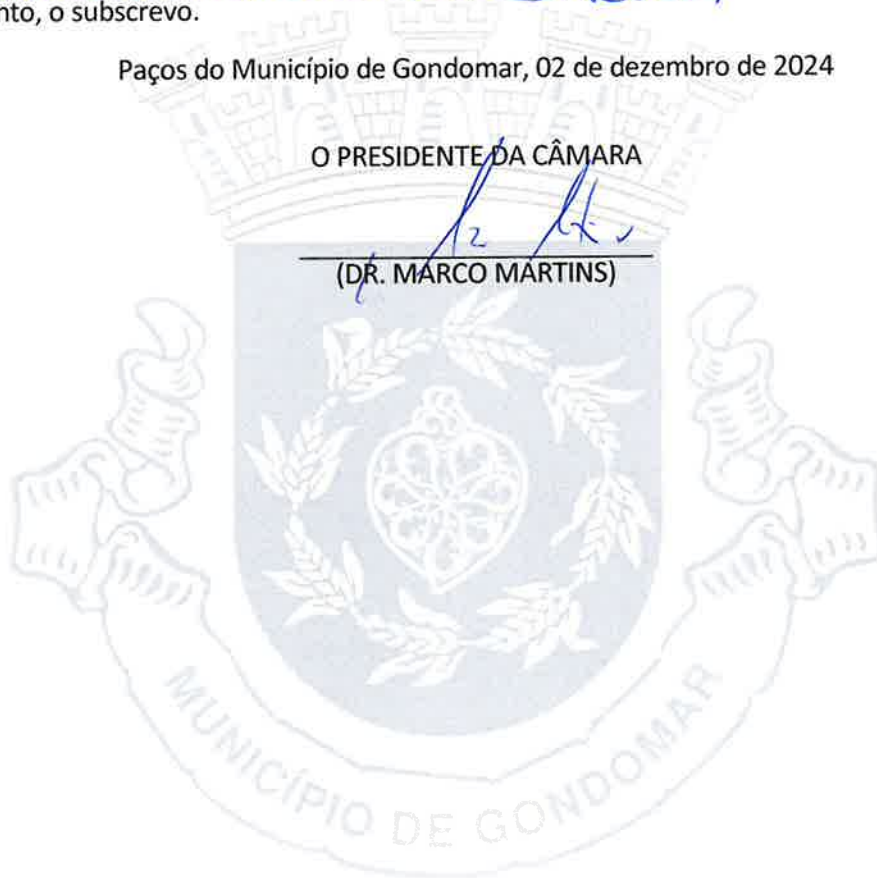 nto, o subscrevo.
Paços do Município de Gondomar, 02 de dezembro de 2024
O PRESIDENTE DA CÂMARA
(DR. MARCO MARTINS)
MUNICÍPIO DE GONDOMAR